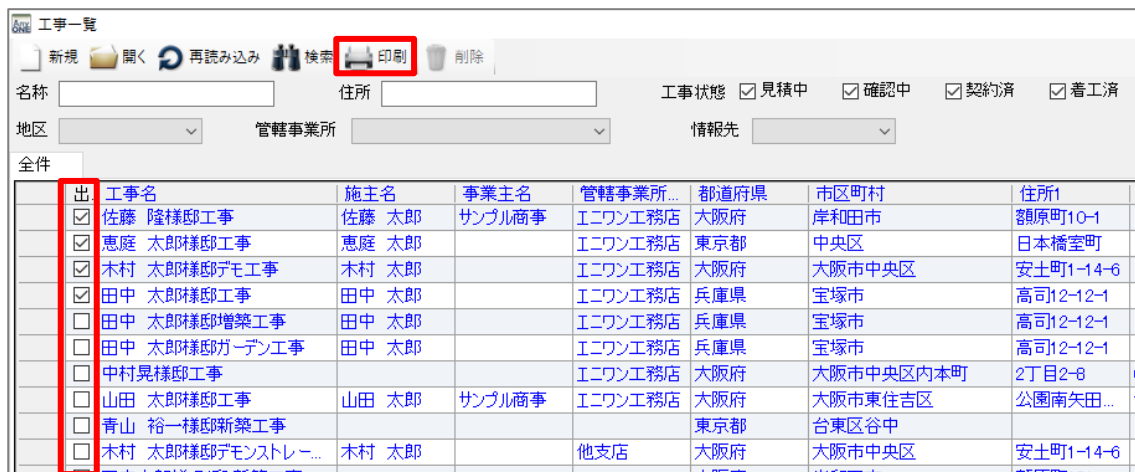 Any ONE 工事一覧
新規 開く 再読み込み 検索 印刷 削除
名称 住所 工事状態 見積中 確認中 契約済 着工済
地区 管轄事業所 情報先
全件
出 工事名 施主名 事業主名 管轄事業所... 都道府県 市区町村 住所1
佐藤 隆様邸工事 佐藤 太郎 サンプル商事 エニワン工務店 大阪府 岸和田市 額原町10-1
恵庭 太郎様邸工事 恵庭 太郎 エニワン工務店 東京都 中央区 日本橋室町
木村 太郎様邸デモ工事 木村 太郎 エニワン工務店 大阪府 大阪市中央区 安土町1-14-6
田中 太郎様邸工事 田中 太郎 エニワン工務店 兵庫県 宝塚市 高司12-12-1
田中 太郎様邸増築工事 田中 太郎 エニワン工務店 兵庫県 宝塚市 高司12-12-1
田中 太郎様邸ガーデン工事 田中 太郎 エニワン工務店 兵庫県 宝塚市 高司12-12-1
中村晃様邸工事 エニワン工務店 大阪府 大阪市中央区内本町 2丁目2-8
山田 太郎様邸工事 山田 太郎 サンプル商事 エニワン工務店 大阪府 大阪市東住吉区 公園南矢田...
青山 裕一様邸新築工事 東京都 台東区谷中
木村 太郎様邸デモンストレー... 木村 太郎 他支店 大阪府 大阪市中央区 安土町1-14-6